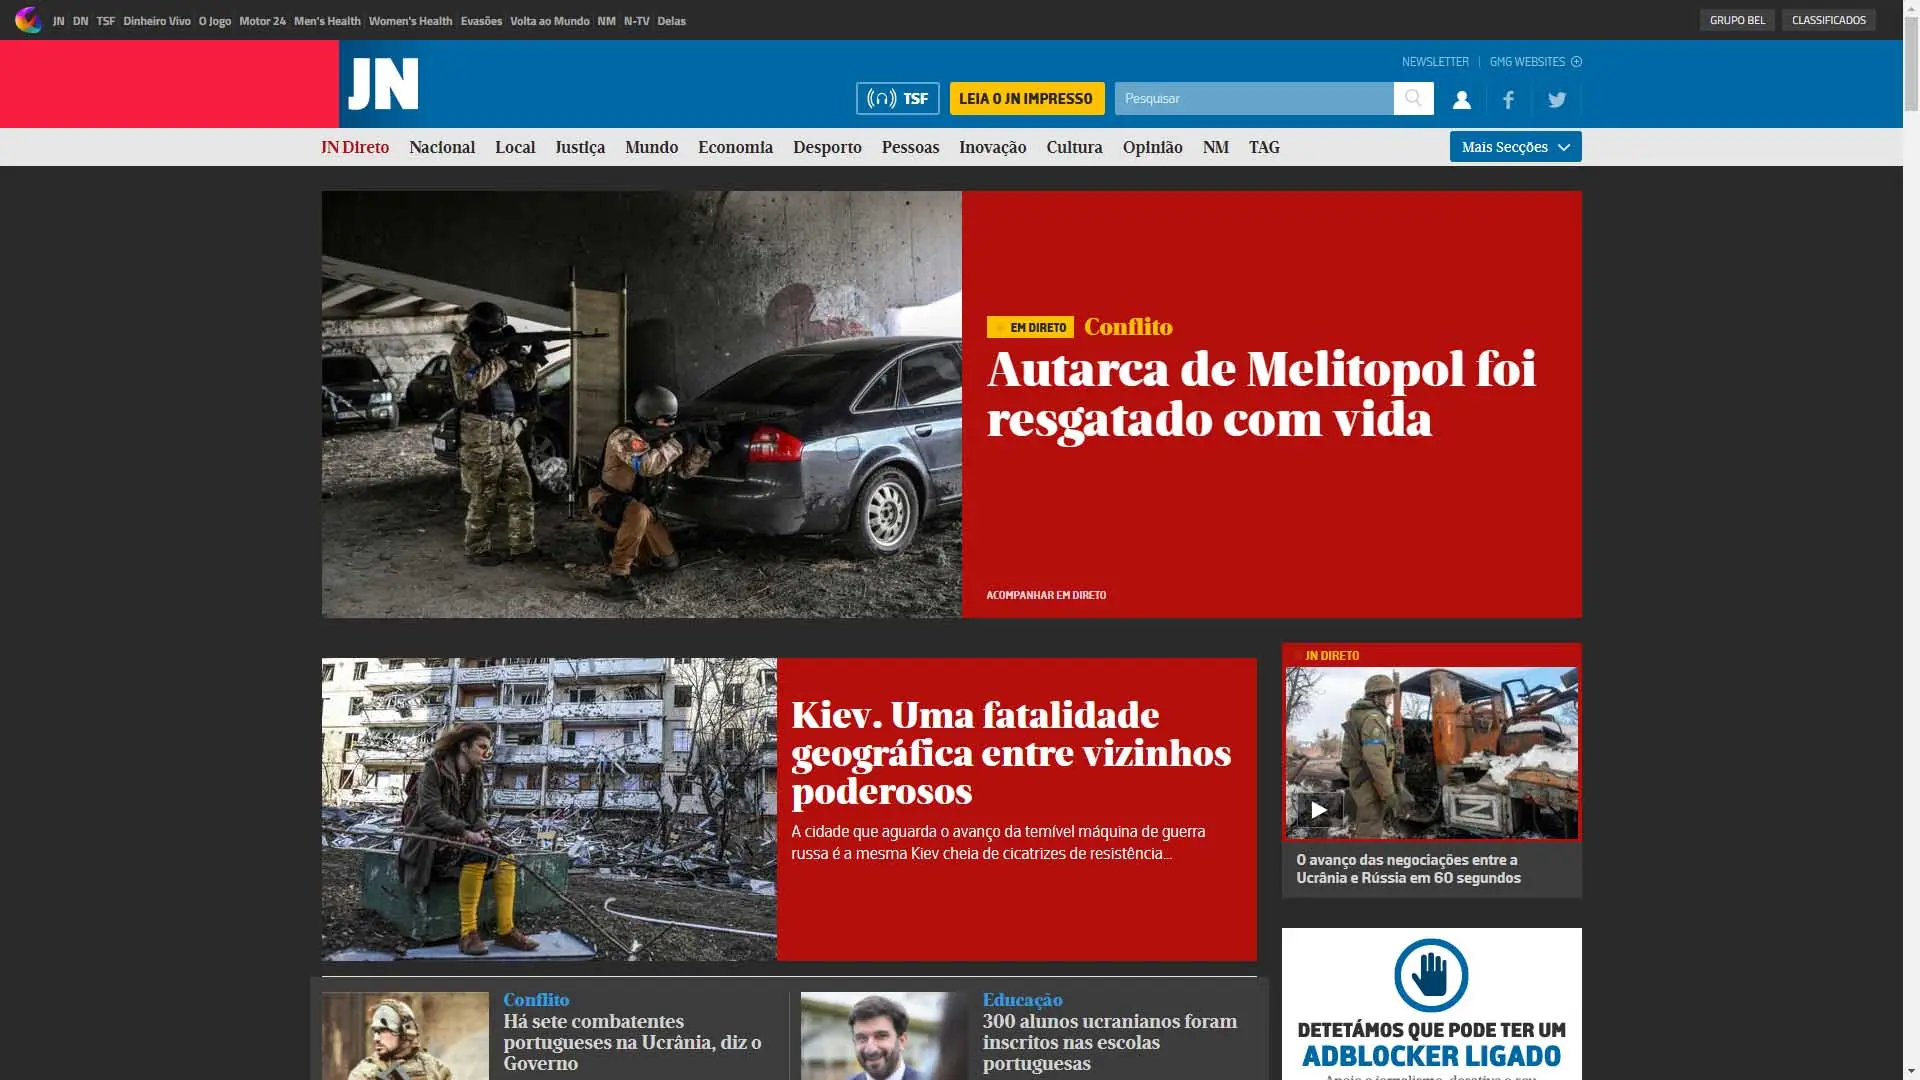 JN DN TSF Dinheiro Vivo O Jogo Motor 24 Men's Health Women's Health Evasões Volta ao Mundo NM N-TV Delas
GRUPO BEL CLASSIFICADOS
NEWSLETTER | GMG WEBSITES
JN
TSF
LEIA O JN IMPRESSO
Pesquisar
JN Direto Nacional Local Justiça Mundo Economia Desporto Pessoas Inovação Cultura Opinião NM TAG
Mais Secções
EM DIRETO Conflito
Autarca de Melitopol foi
resgatado com vida
ACOMPANHAR EM DIRETO
Kiev. Uma fatalidade
geográfica entre vizinhos
poderosos
A cidade que aguarda o avanço da temível máquina de guerra
russa é a mesma Kiev cheia de cicatrizes de resistência...
JN DIRETO
O avanço das negociações entre a
Ucrânia e Rússia em 60 segundos
Conflito
Há sete combatentes
portugueses na Ucrânia, diz o
Governo
Educação
300 alunos ucranianos foram
inscritos nas escolas
portuguesas
DETETÁMOS QUE PODE TER UM
ADBLOCKER LIGADO